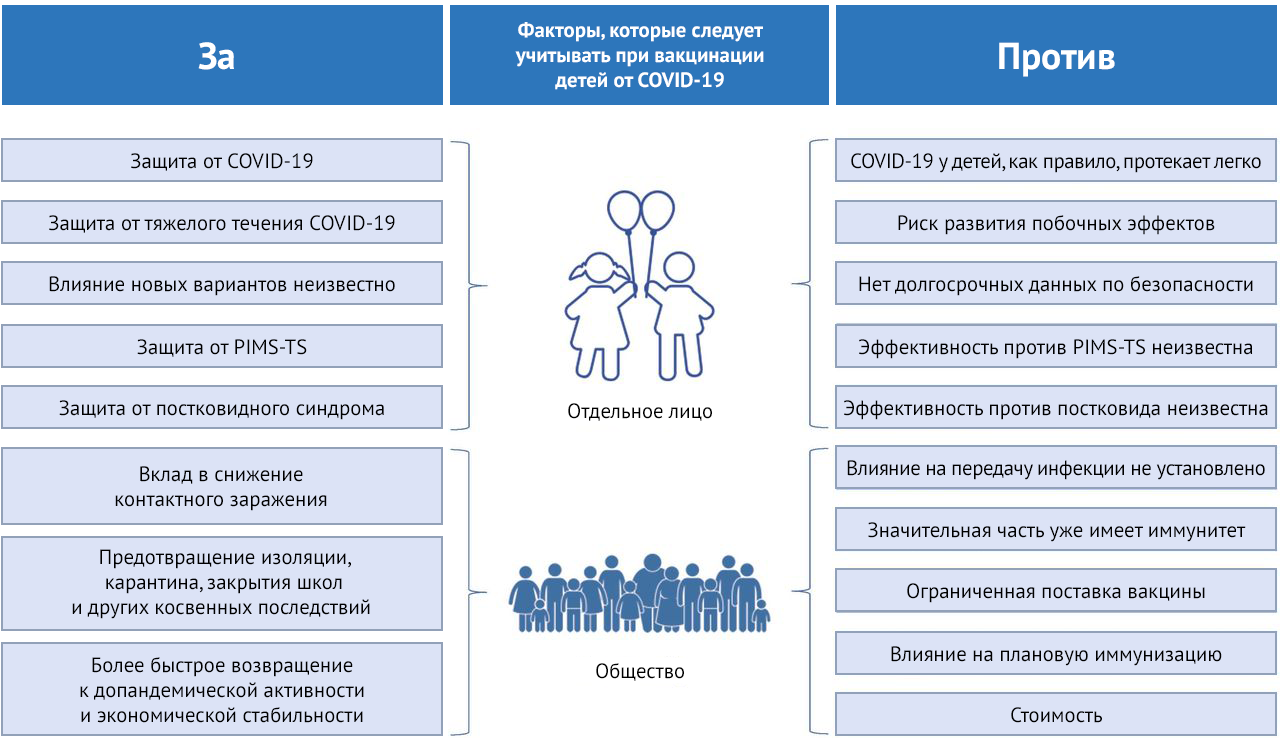 За
Факторы, которые следует
учитывать при вакцинации
детей от COVID-19
Против
Защита от COVID-19
Защита от тяжелого течения COVID-19
Влияние новых вариантов неизвестно
Защита от PIMS-TS
Защита от постковидного синдрома
Вклад в снижение
контактного заражения
Предотвращение изоляции,
карантина, закрытия школ
и других косвенных последствий
Более быстрое возвращение
к допандемической активности
и экономической стабильности
Отдельное лицо
Общество
COVID-19 у детей, как правило, протекает легко
Риск развития побочных эффектов
Нет долгосрочных данных по безопасности
Эффективность против PIMS-TS неизвестна
Эффективность против постковида неизвестна
Влияние на передачу инфекции не установлено
Значительная часть уже имеет иммунитет
Ограниченная поставка вакцины
Влияние на плановую иммунизацию
Стоимость